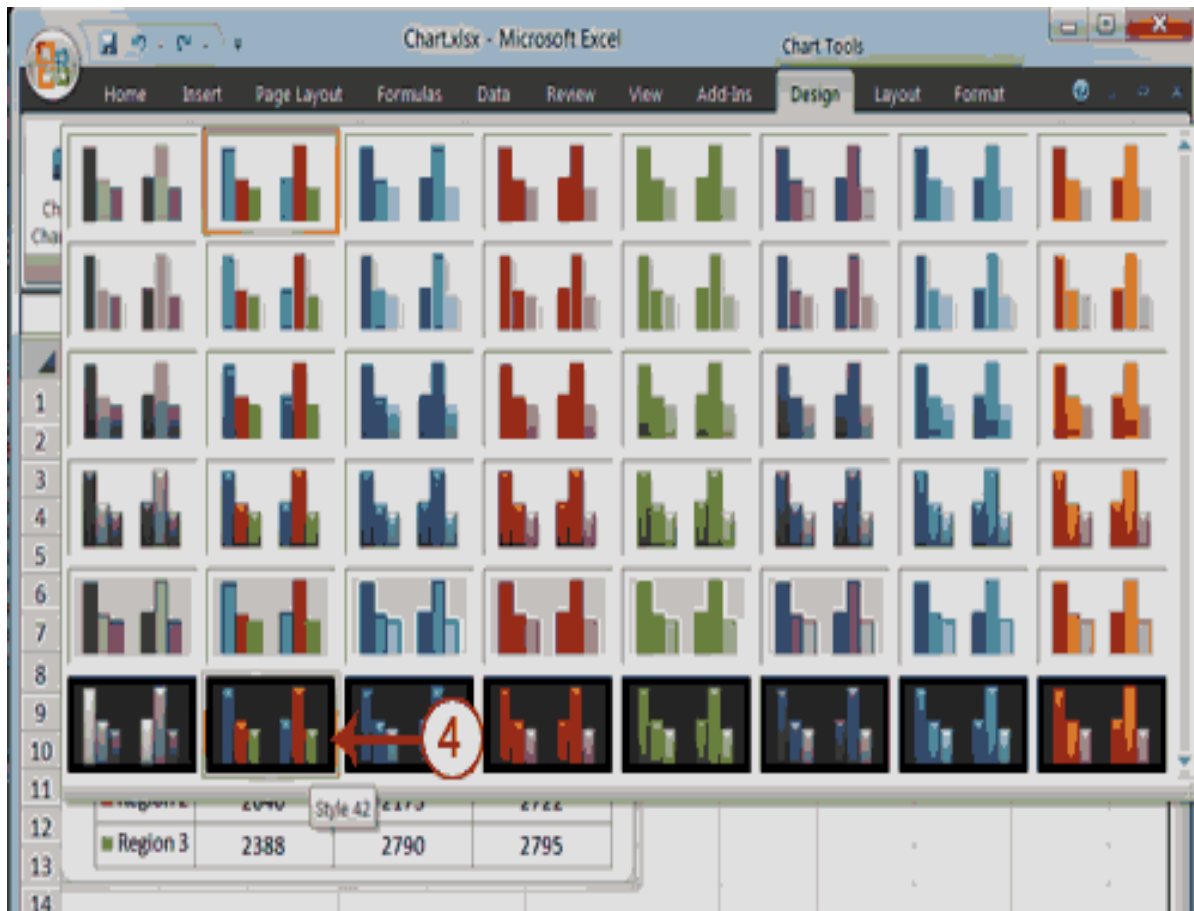 Chart.xlsx - Microsoft Excel
Chart Tools
Home Insert Page Layout Formulas Data Review View Add-Ins Design Layout Format
Ch
Chai
1
2
3
4
5
6
7
8
9
10
4
11
12
13
14
Style 42
Region 3 2388 2790 2795